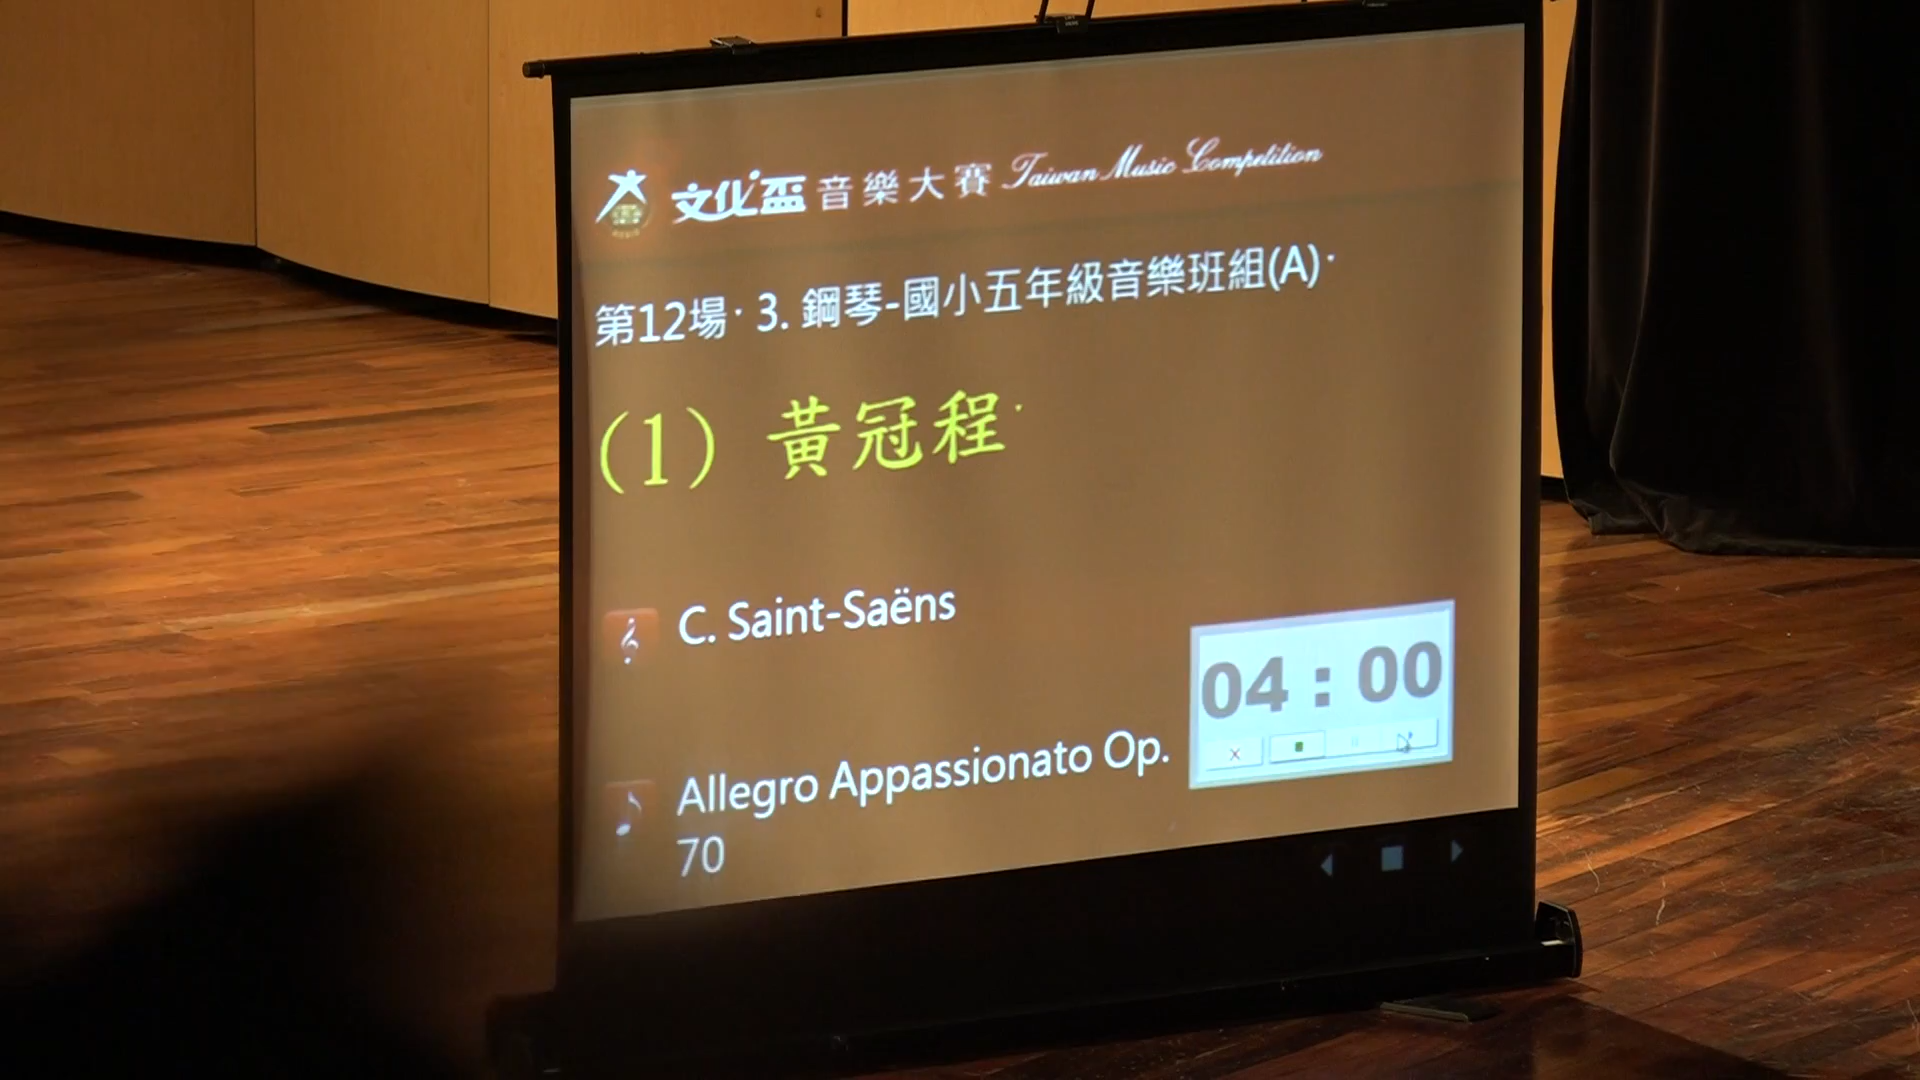 文化盃 音樂大賽 Taiwan Music Competition
第12場‧ 3. 鋼琴-國小五年級音樂班組(A)‧
(1) 黃冠程‧
C. Saint-Saëns
Allegro Appassionato Op.
70
04 : 00